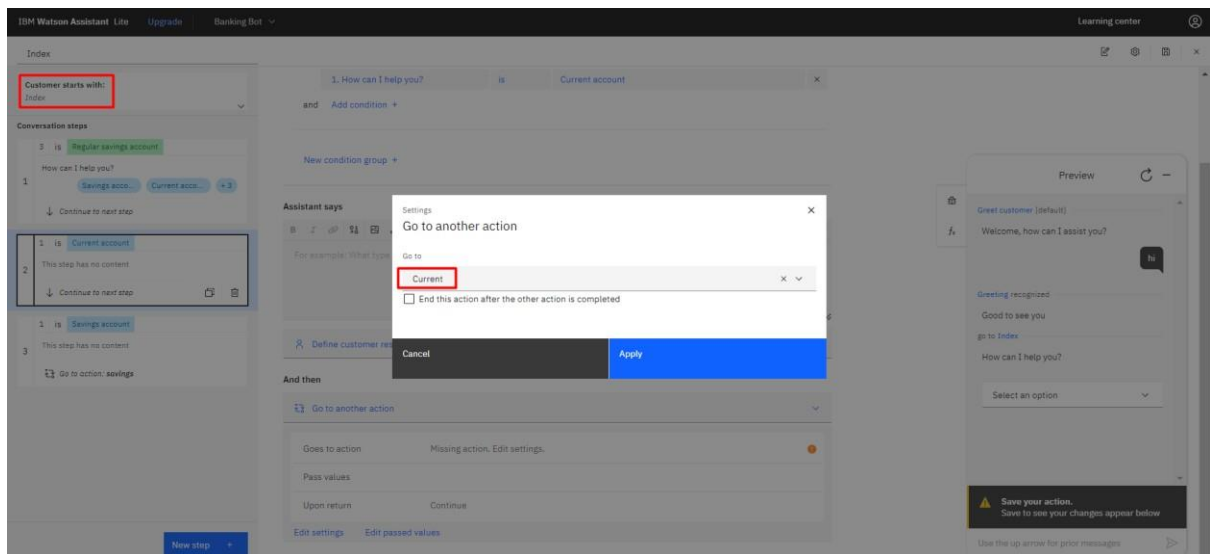 IBM Watson Assistant Lite Upgrade Banking Bot Learning center
Index
Customer starts with:
Index
Conversation steps
1
2 is Regular savings account
How can I help you?
Savings acco... Current acco... +3
Continue to next step
2
1 is Current account
This step has no content
Continue to next step
3
1 is Savings account
This step has no content
Go to action: savings
New step +
1. How can I help you? is Current account ×
and Add condition +
New condition group +
Assistant says
B I
For example: What type
Define customer res
And then
Go to another action
Goes to action Missing action. Edit settings.
Pass values
Upon return Continue
Edit settings Edit passed values
Settings
Go to another action
Go to
Current
End this action after the other action is completed
Cancel Apply
Preview
Greet customer (default)
Welcome, how can I assist you?
hi
Greeting recognized
Good to see you
go to Index
How can I help you?
Select an option
Save your action.
Save to see your changes appear below
Use the up arrow for prior messages